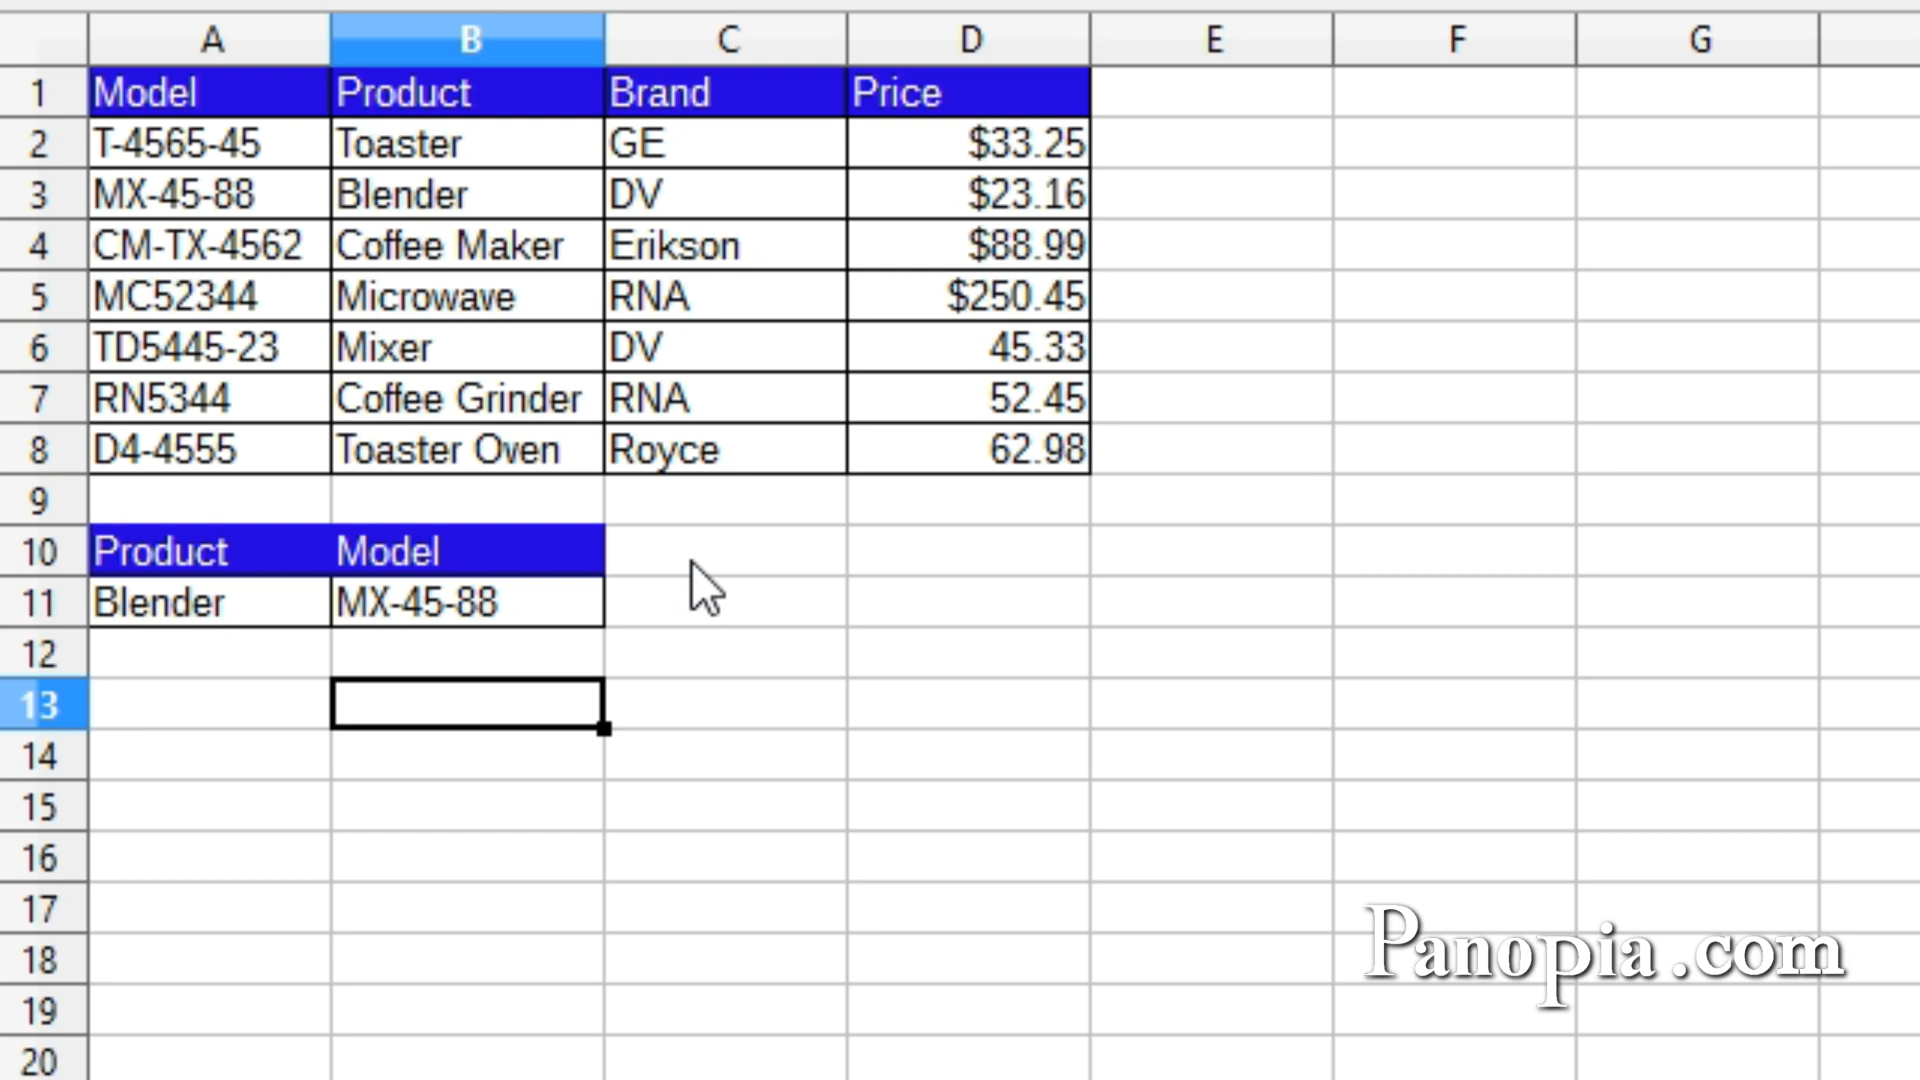 A B C D E F G
1 Model Product Brand Price
2 T-4565-45 Toaster GE $33.25
3 MX-45-88 Blender DV $23.16
4 CM-TX-4562 Coffee Maker Erikson $88.99
5 MC52344 Microwave RNA $250.45
6 TD5445-23 Mixer DV 45.33
7 RN5344 Coffee Grinder RNA 52.45
8 D4-4555 Toaster Oven Royce 62.98
9
10 Product Model
11 Blender MX-45-88
12
13
14
15
16
17
18
19
20
Panopia.com